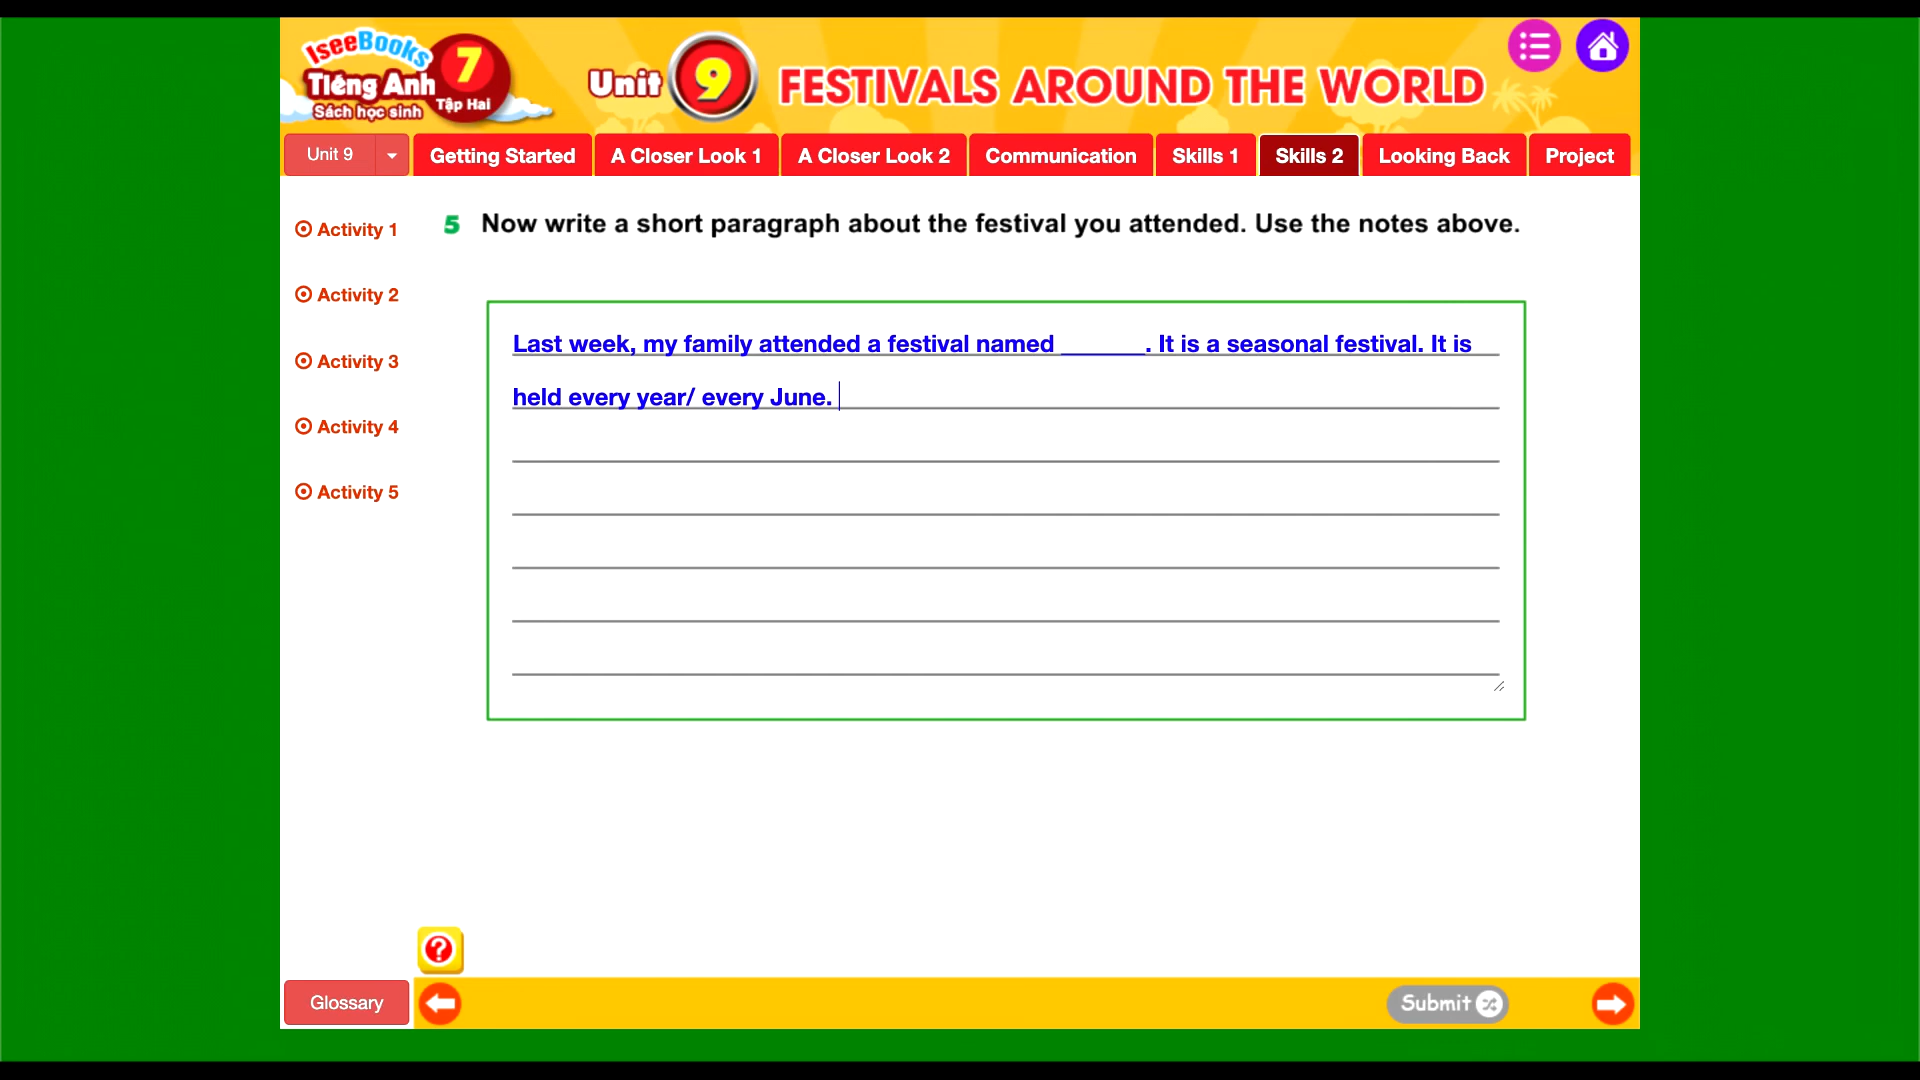 IseeBooks
Tiếng Anh 7
Tập Hai
Sách học sinh
Unit 9 FESTIVALS AROUND THE WORLD
Unit 9 Getting Started A Closer Look 1 A Closer Look 2 Communication Skills 1 Skills 2 Looking Back Project
Activity 1
Activity 2
Activity 3
Activity 4
Activity 5
5 Now write a short paragraph about the festival you attended. Use the notes above.
Last week, my family attended a festival named ______. It is a seasonal festival. It is
held every year/ every June.
?
Glossary
Submit